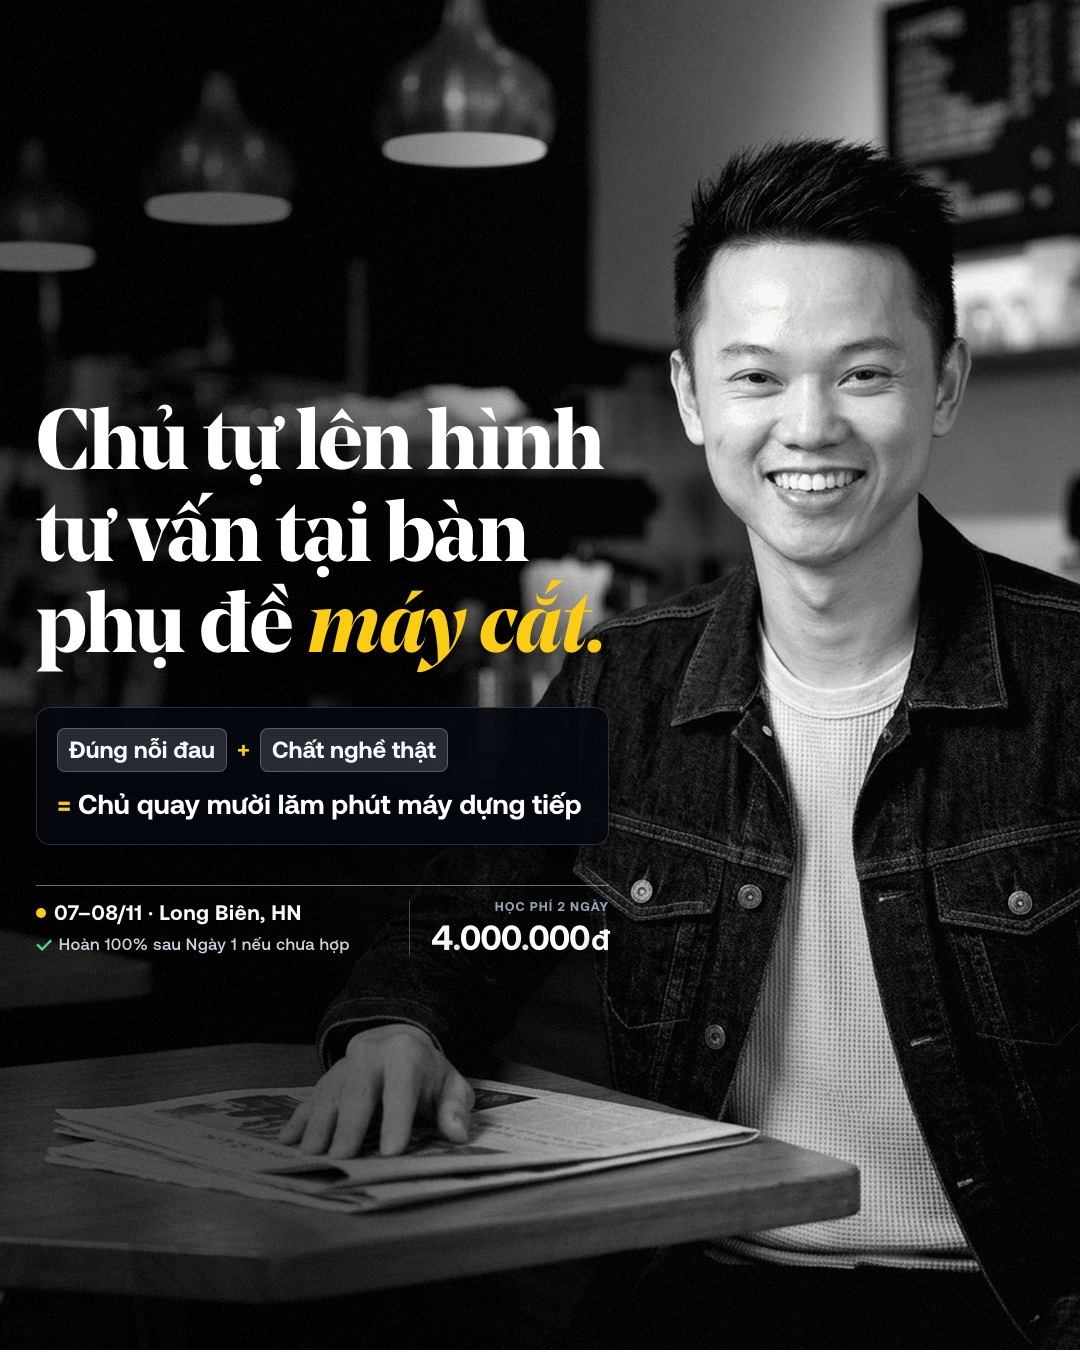 Chủ tự lên hình
tư vấn tại bàn
phụ đề máy cắt.
Đúng nỗi đau + Chất nghề thật
= Chủ quay mười lăm phút máy dựng tiếp
07–08/11 · Long Biên, HN
Hoàn 100% sau Ngày 1 nếu chưa hợp
HỌC PHÍ 2 NGÀY
4.000.000đ